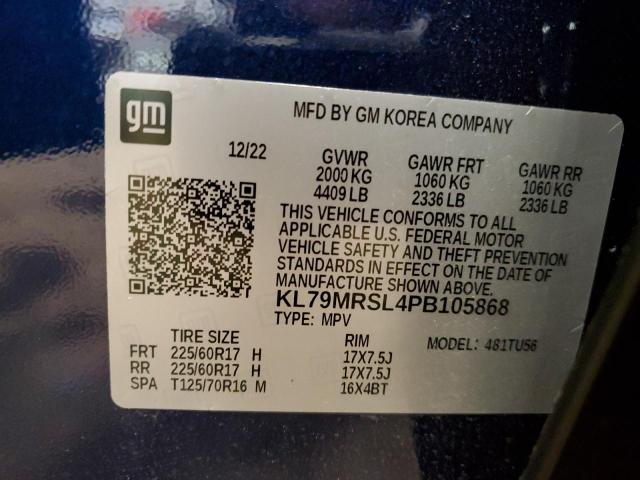 gm
MFD BY GM KOREA COMPANY
12/22
GVWR GAWR FRT GAWR RR
2000 KG 1060 KG 1060 KG
4409 LB 2336 LB 2336 LB
THIS VEHICLE CONFORMS TO ALL
APPLICABLE U.S. FEDERAL MOTOR
VEHICLE SAFETY AND THEFT PREVENTION
STANDARDS IN EFFECT ON THE DATE OF
MANUFACTURE SHOWN ABOVE.
KL79MRSL4PB105868
TYPE: MPV
TIRE SIZE RIM MODEL: 481TU56
FRT 225/60R17 H 17X7.5J
RR 225/60R17 H 17X7.5J
SPA T125/70R16 M 16X4BT